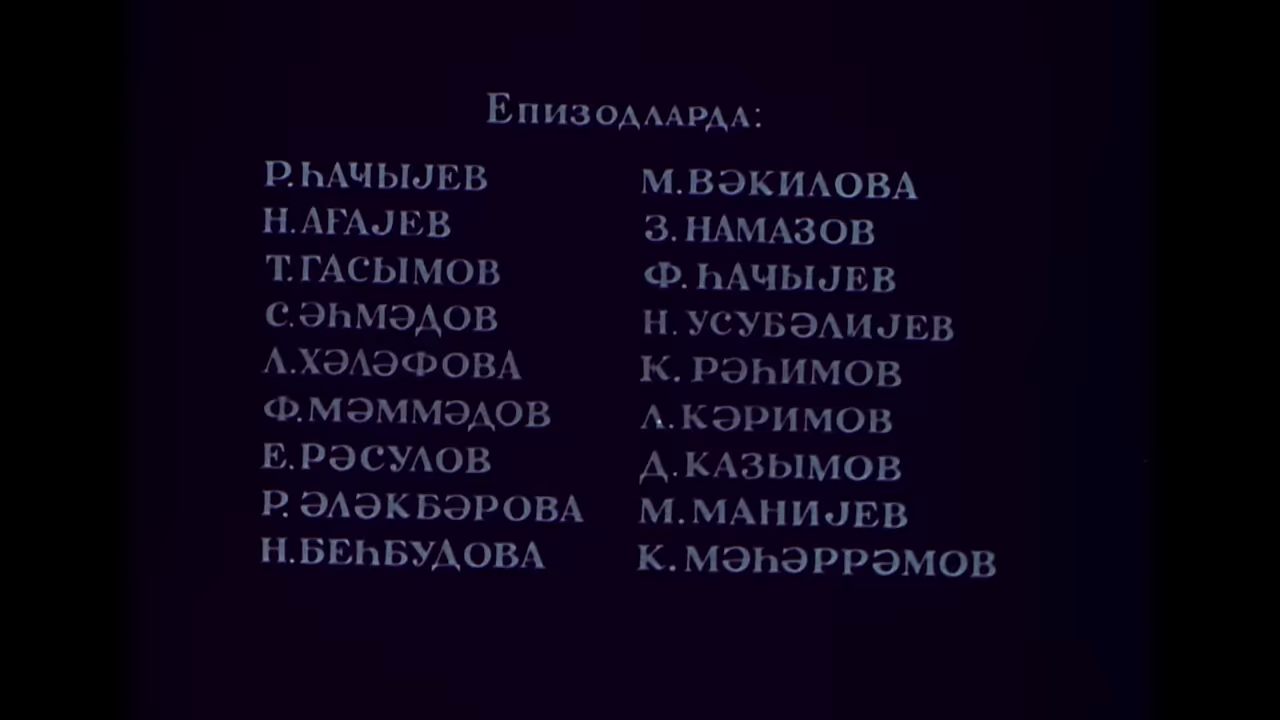 Епизодларда:
Р. ҺАЧЫЈЕВ
Н. АҒАЈЕВ
Т. ГАСЫМОВ
С. ӘҺМӘДОВ
Л. ХӘЛӘФОВА
Ф. МӘММӘДОВ
Е. РӘСУЛОВ
Р. ӘЛӘКБӘРОВА
Н. БЕҺБУДОВА
М. ВӘКИЛОВА
З. НАМАЗОВ
Ф. ҺАЧЫЈЕВ
Н. УСУБӘЛИЈЕВ
К. РӘҺИМОВ
Л. КӘРИМОВ
Д. КАЗЫМОВ
М. МАНИЈЕВ
К. МӘҺӘРРӘМОВ